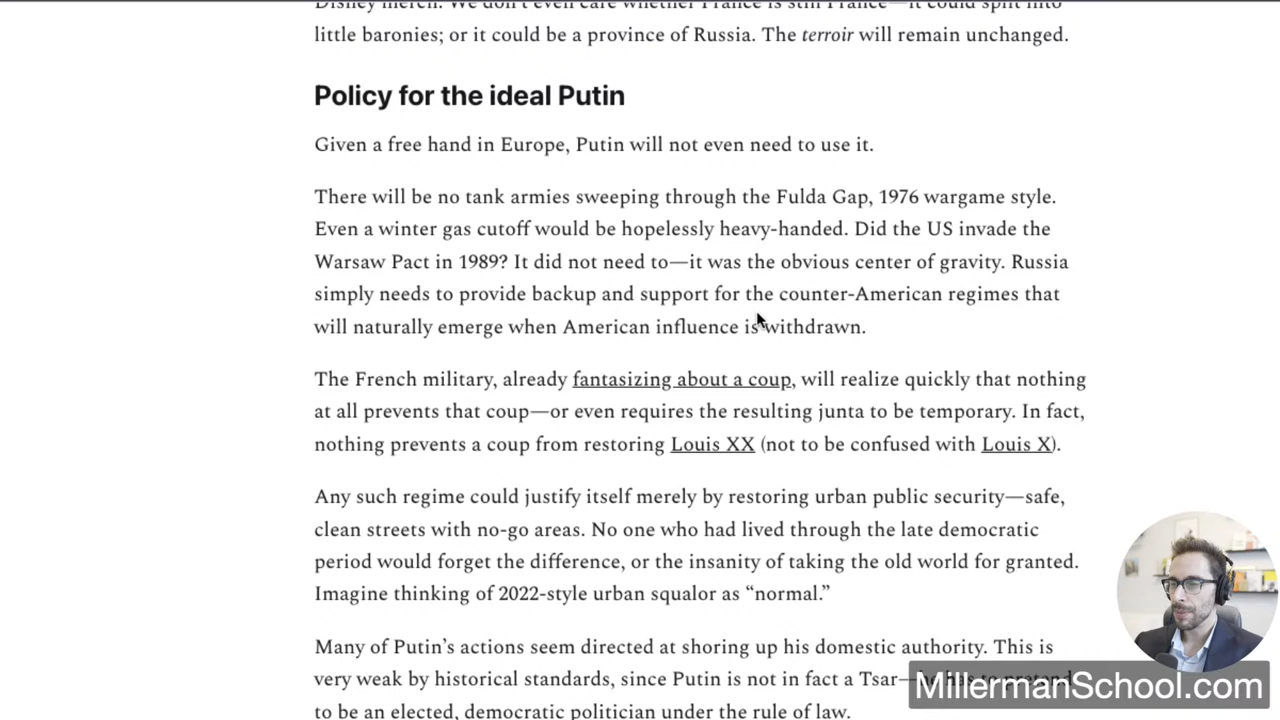 Disney merch. We don't even care whether France is still France—it could split into
little baronies; or it could be a province of Russia. The terroir will remain unchanged.
Policy for the ideal Putin
Given a free hand in Europe, Putin will not even need to use it.
There will be no tank armies sweeping through the Fulda Gap, 1976 wargame style.
Even a winter gas cutoff would be hopelessly heavy-handed. Did the US invade the
Warsaw Pact in 1989? It did not need to—it was the obvious center of gravity. Russia
simply needs to provide backup and support for the counter-American regimes that
will naturally emerge when American influence is withdrawn.
The French military, already fantasizing about a coup, will realize quickly that nothing
at all prevents that coup—or even requires the resulting junta to be temporary. In fact,
nothing prevents a coup from restoring Louis XX (not to be confused with Louis X).
Any such regime could justify itself merely by restoring urban public security—safe,
clean streets with no-go areas. No one who had lived through the late democratic
period would forget the difference, or the insanity of taking the old world for granted.
Imagine thinking of 2022-style urban squalor as “normal.”
Many of Putin’s actions seem directed at shoring up his domestic authority. This is
very weak by historical standards, since Putin is not in fact a Tsar—he has to pretend
to be an elected, democratic politician under the rule of law.
MillermanSchool.com